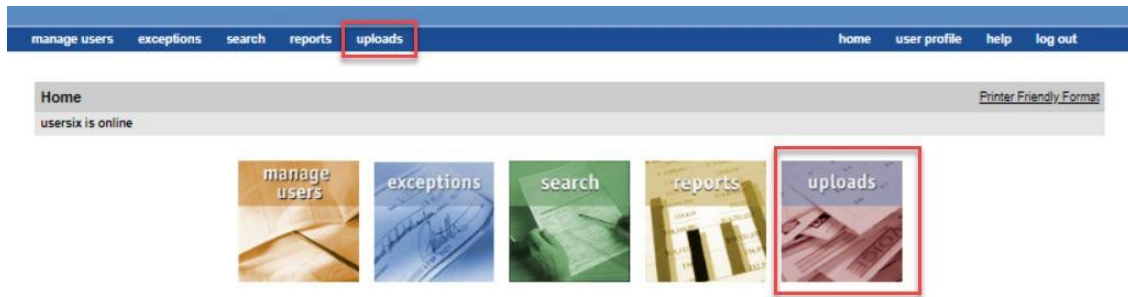 manage users exceptions search reports uploads home user profile help log out
Home Printer Friendly Format
usersix is online
manage users
exceptions
search
reports
uploads